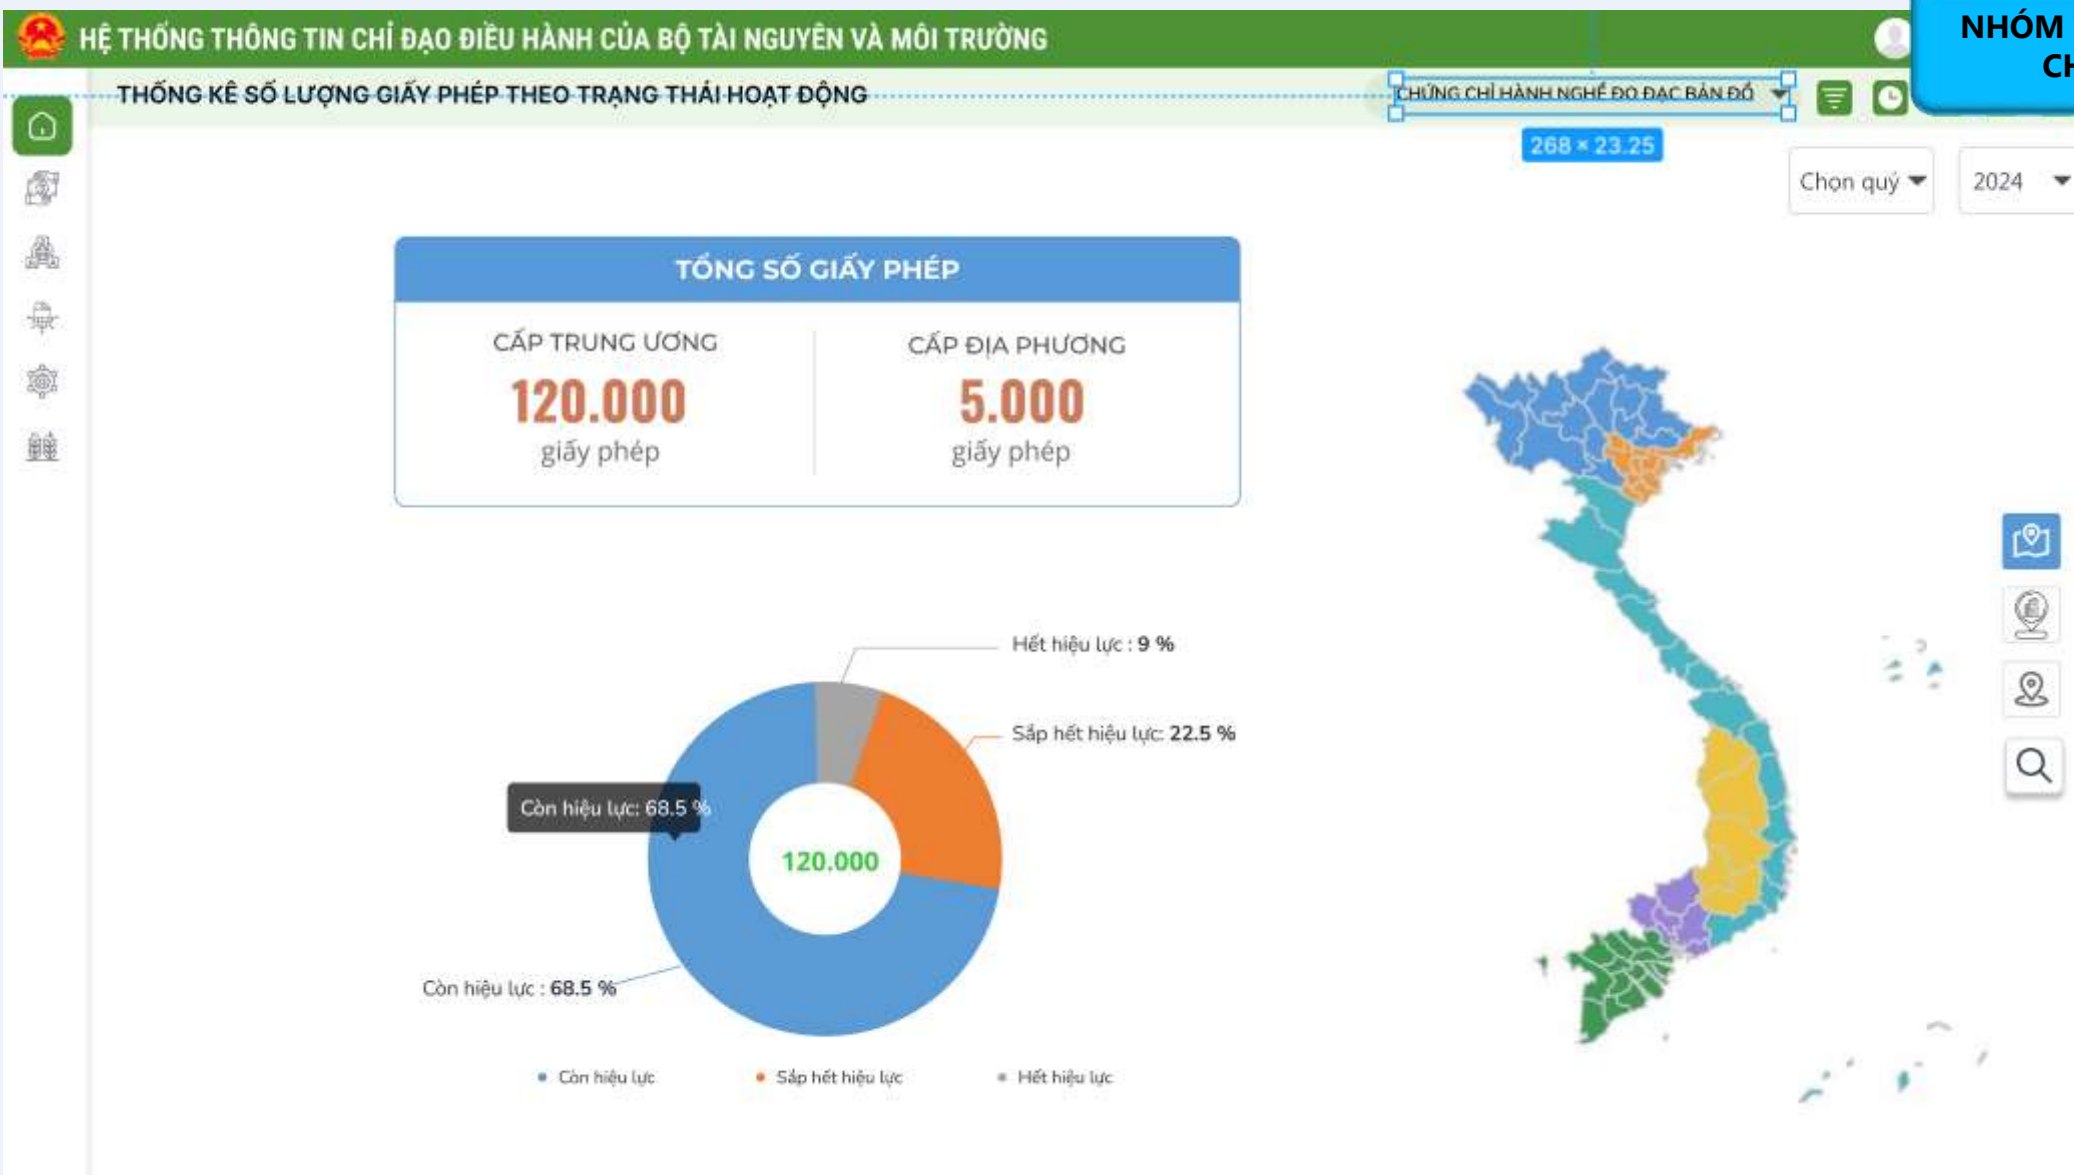 HỆ THỐNG THÔNG TIN CHỈ ĐẠO ĐIỀU HÀNH CỦA BỘ TÀI NGUYÊN VÀ MÔI TRƯỜNG
NHÓM
CH
THỐNG KÊ SỐ LƯỢNG GIẤY PHÉP THEO TRẠNG THÁI HOẠT ĐỘNG
CHỨNG CHỈ HÀNH NGHỀ ĐO ĐẠC BẢN ĐỒ
268 × 23.25
Chọn quý
2024
TỔNG SỐ GIẤY PHÉP
CẤP TRUNG ƯƠNG
120.000
giấy phép
CẤP ĐỊA PHƯƠNG
5.000
giấy phép
Hết hiệu lực : 9 %
Sắp hết hiệu lực: 22.5 %
Còn hiệu lực: 68.5 %
120.000
Còn hiệu lực : 68.5 %
Còn hiệu lực
Sắp hết hiệu lực
Hết hiệu lực